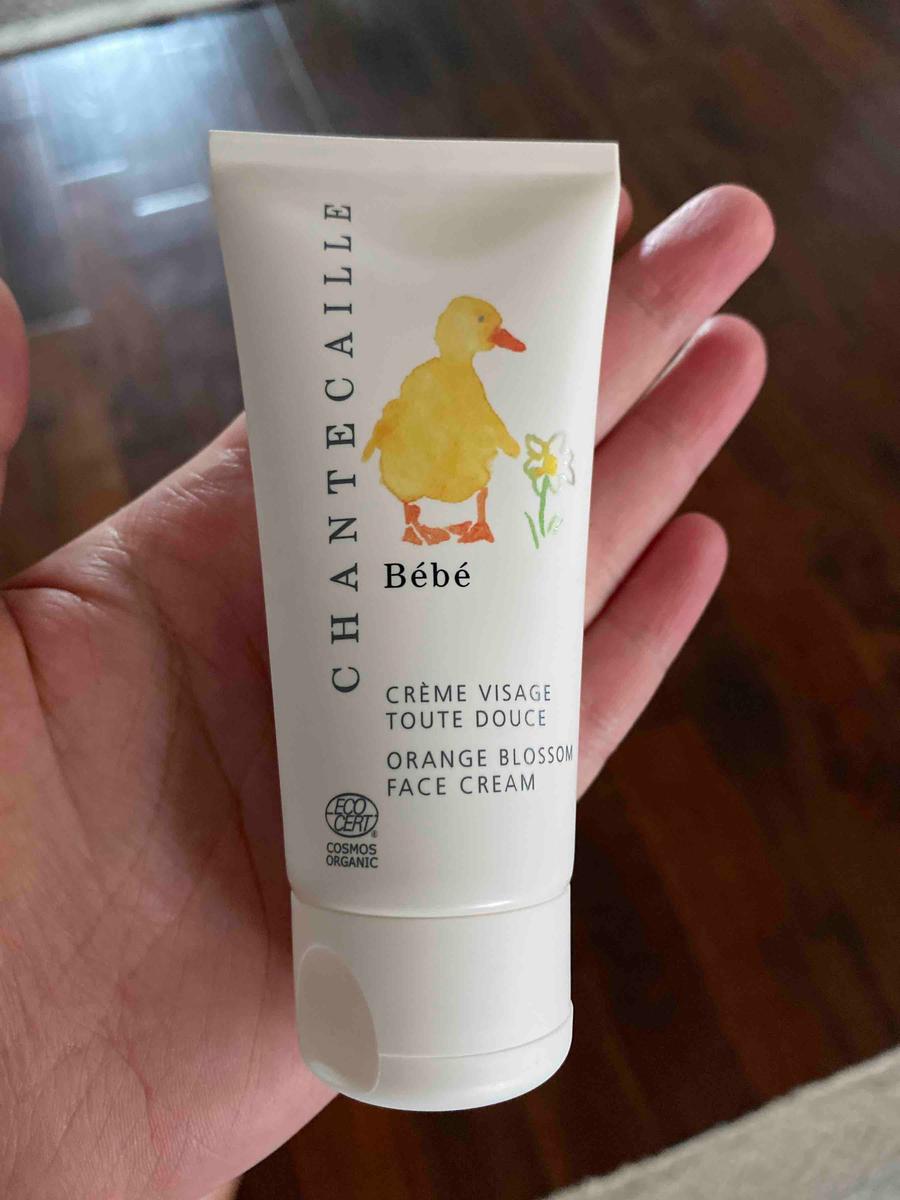 CHANTECAILLE
Bébé
CRÈME VISAGE
TOUTE DOUCE
ORANGE BLOSSOM
FACE CREAM
ECO
CERT
®
COSMOS
ORGANIC